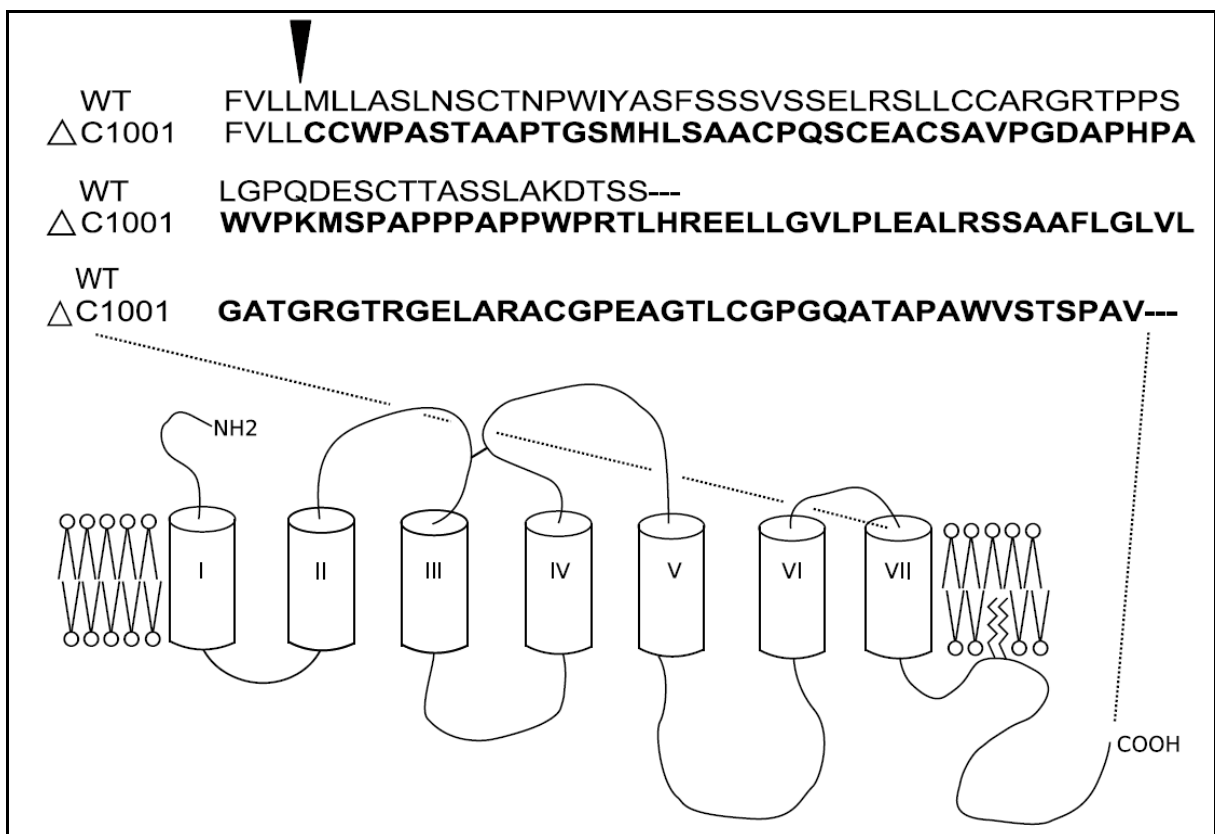 WT FVLLMLLASLNSCTNPWIYASFSSSVSSELRSLLCCARGRTPPS
△C1001 FVLLCCWPASTAAPTGSMHLSAACPQSCEACSAVPGDAPHPA
WT LGPQDESCTTASSLAKDTSS---
△C1001 WVPKMSPAPPPAPPWPRTLHREELLGVLPLEALRSSAAFLGLVL
WT
△C1001 GATGRGTRGELARACGPEAGTLCGPGQATAPAWVSTSPAV---
NH2
I II III IV V VI VII
COOH